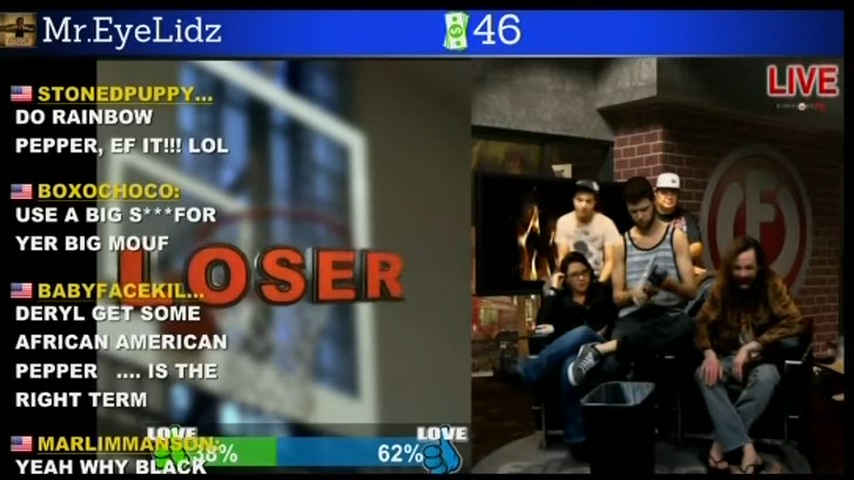 Mr.EyeLidz
46
LIVE
STONEDPUPPY...
DO RAINBOW
PEPPER, EF IT!!! LOL
BOXOCHOCO:
USE A BIG S***FOR
YER BIG MOUF
LOSER
BABYFACEKIL...
DERYL GET SOME
AFRICAN AMERICAN
PEPPER .... IS THE
RIGHT TERM
MARLIMMANSON:
YEAH WHY BLACK
LOVE
38%
62%
LOVE
F